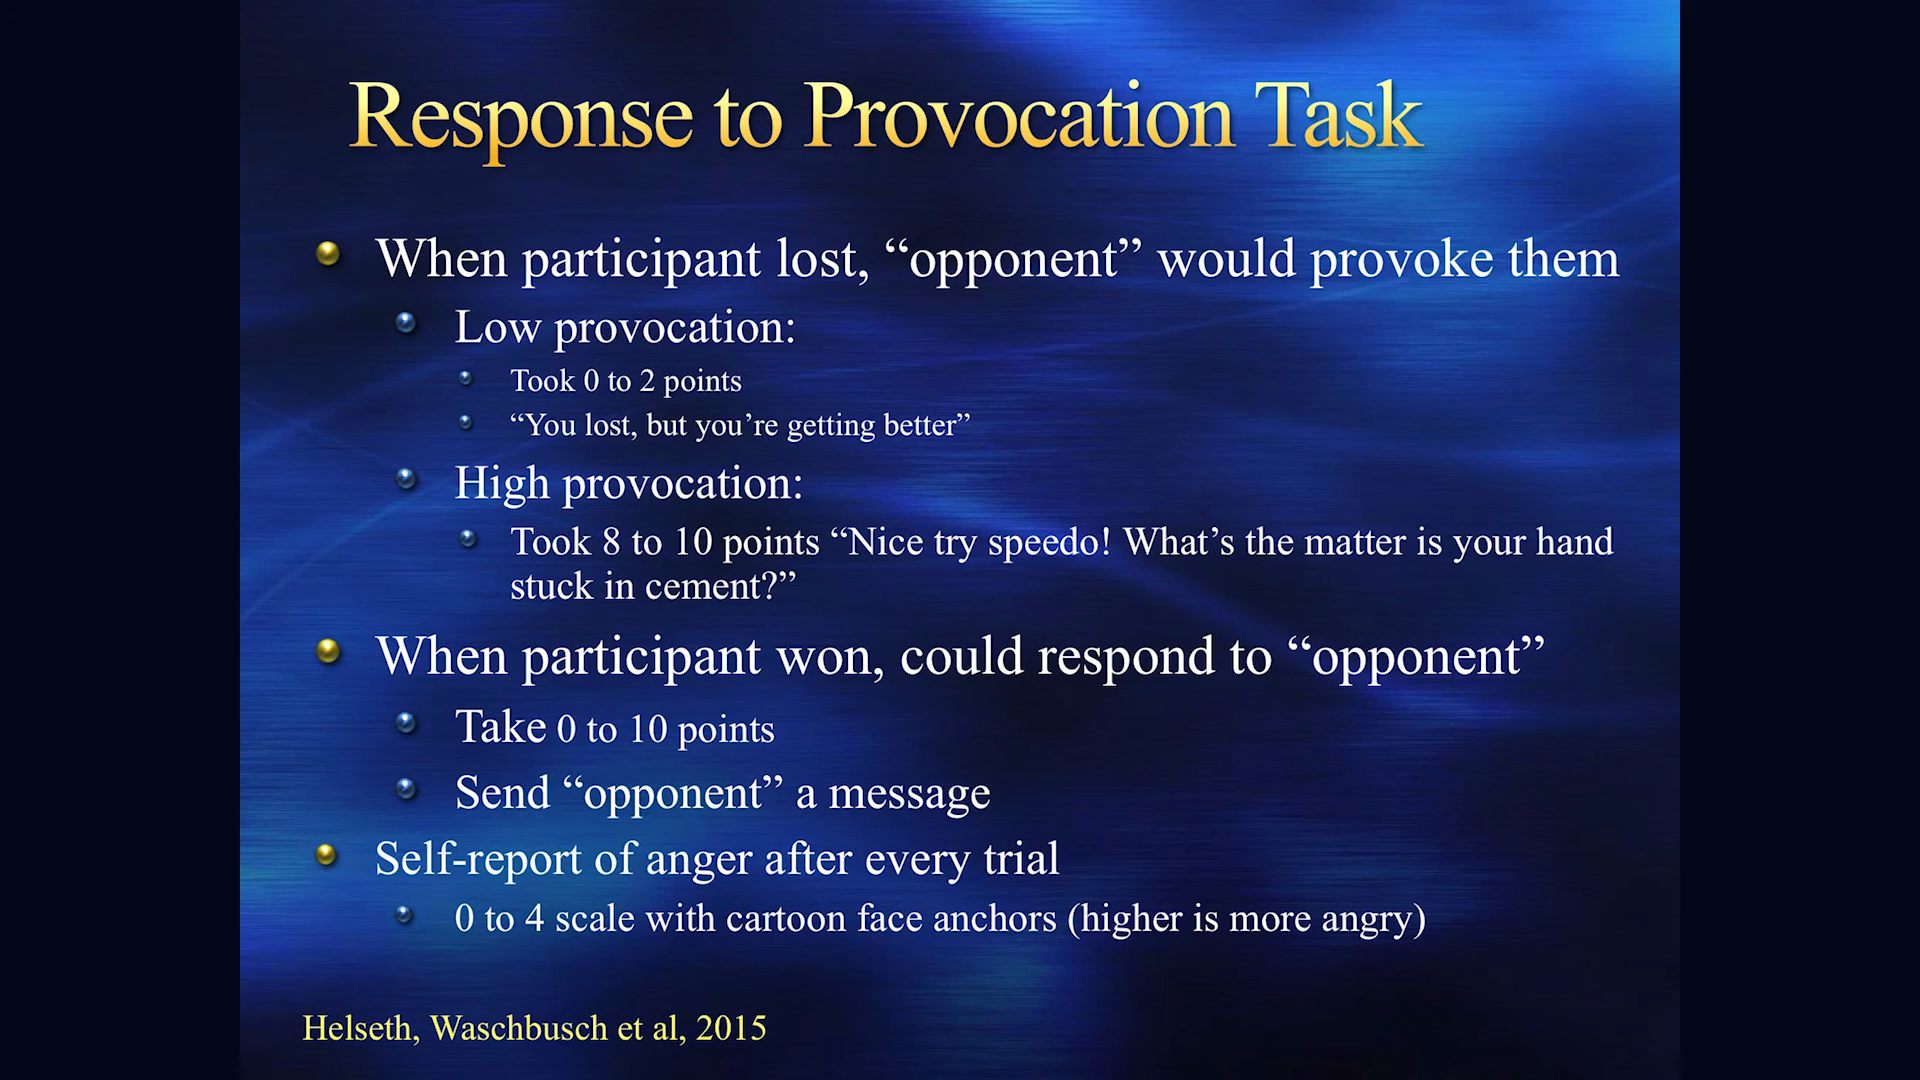 Response to Provocation Task
When participant lost, “opponent” would provoke them
Low provocation:
Took 0 to 2 points
“You lost, but you’re getting better”
High provocation:
Took 8 to 10 points “Nice try speedo! What’s the matter is your hand
stuck in cement?”
When participant won, could respond to “opponent”
Take 0 to 10 points
Send “opponent” a message
Self-report of anger after every trial
0 to 4 scale with cartoon face anchors (higher is more angry)
Helseth, Waschbusch et al, 2015